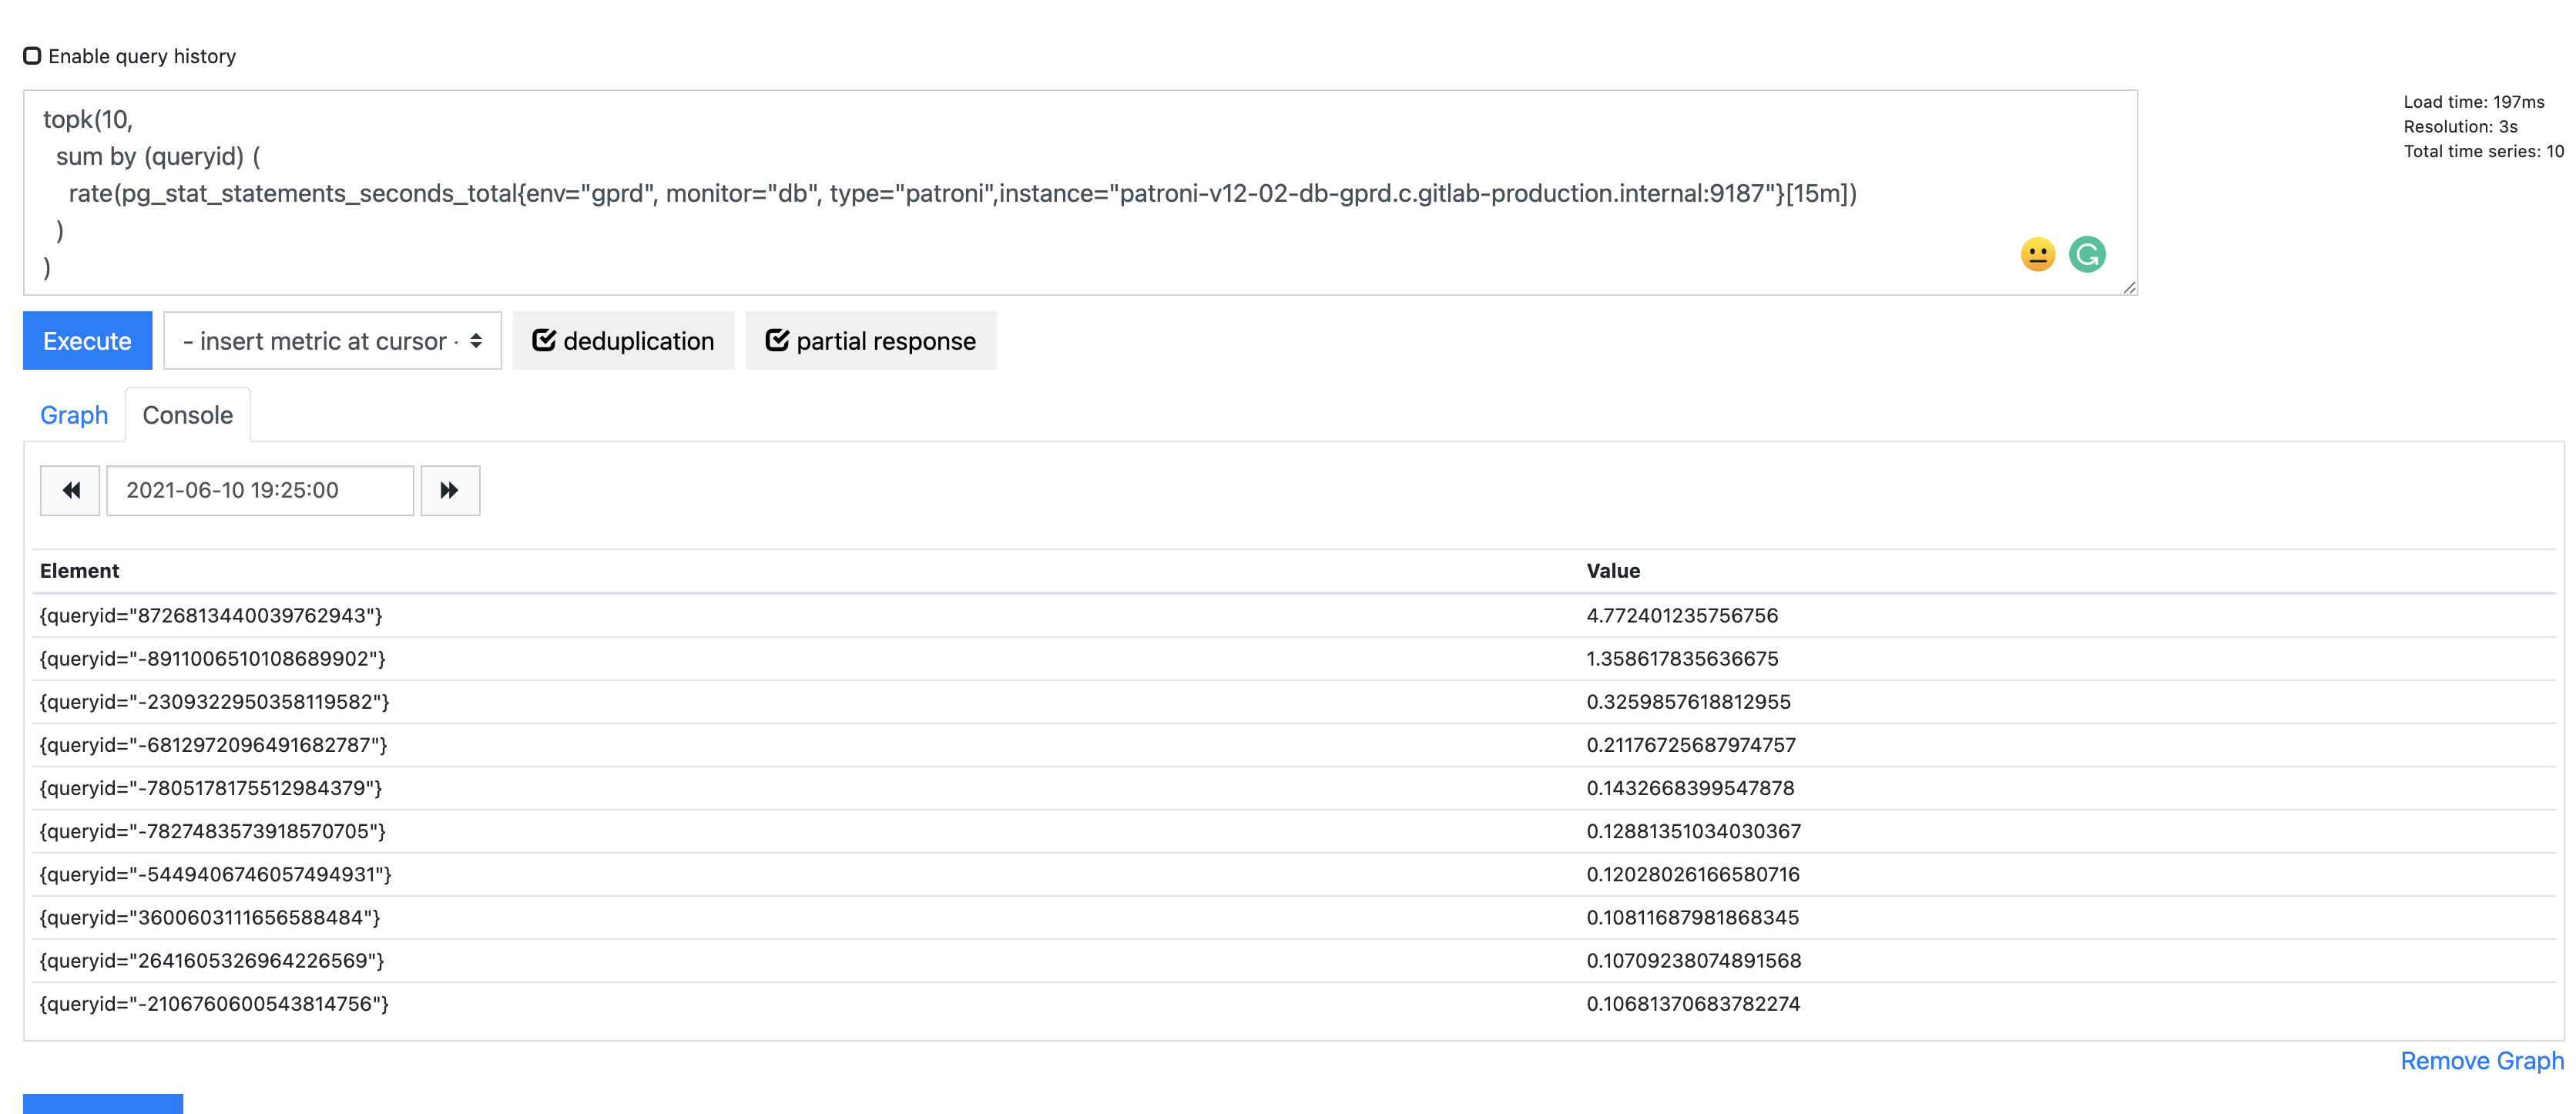 Enable query history
topk(10,
sum by (queryid) (
rate(pg_stat_statements_seconds_total{env="gprd", monitor="db", type="patroni",instance="patroni-v12-02-db-gprd.c.gitlab-production.internal:9187"}[15m])
)
)
Load time: 197ms
Resolution: 3s
Total time series: 10
Execute
- insert metric at cursor ·
deduplication
partial response
Graph
Console
2021-06-10 19:25:00
Element Value
{queryid="8726813440039762943"} 4.772401235756756
{queryid="-8911006510108689902"} 1.358617835636675
{queryid="-2309322950358119582"} 0.3259857618812955
{queryid="-6812972096491682787"} 0.21176725687974757
{queryid="-7805178175512984379"} 0.1432668399547878
{queryid="-7827483573918570705"} 0.12881351034030367
{queryid="-5449406746057494931"} 0.12028026166580716
{queryid="3600603111656588484"} 0.10811687981868345
{queryid="2641605326964226569"} 0.10709238074891568
{queryid="-2106760600543814756"} 0.10681370683782274
Remove Graph